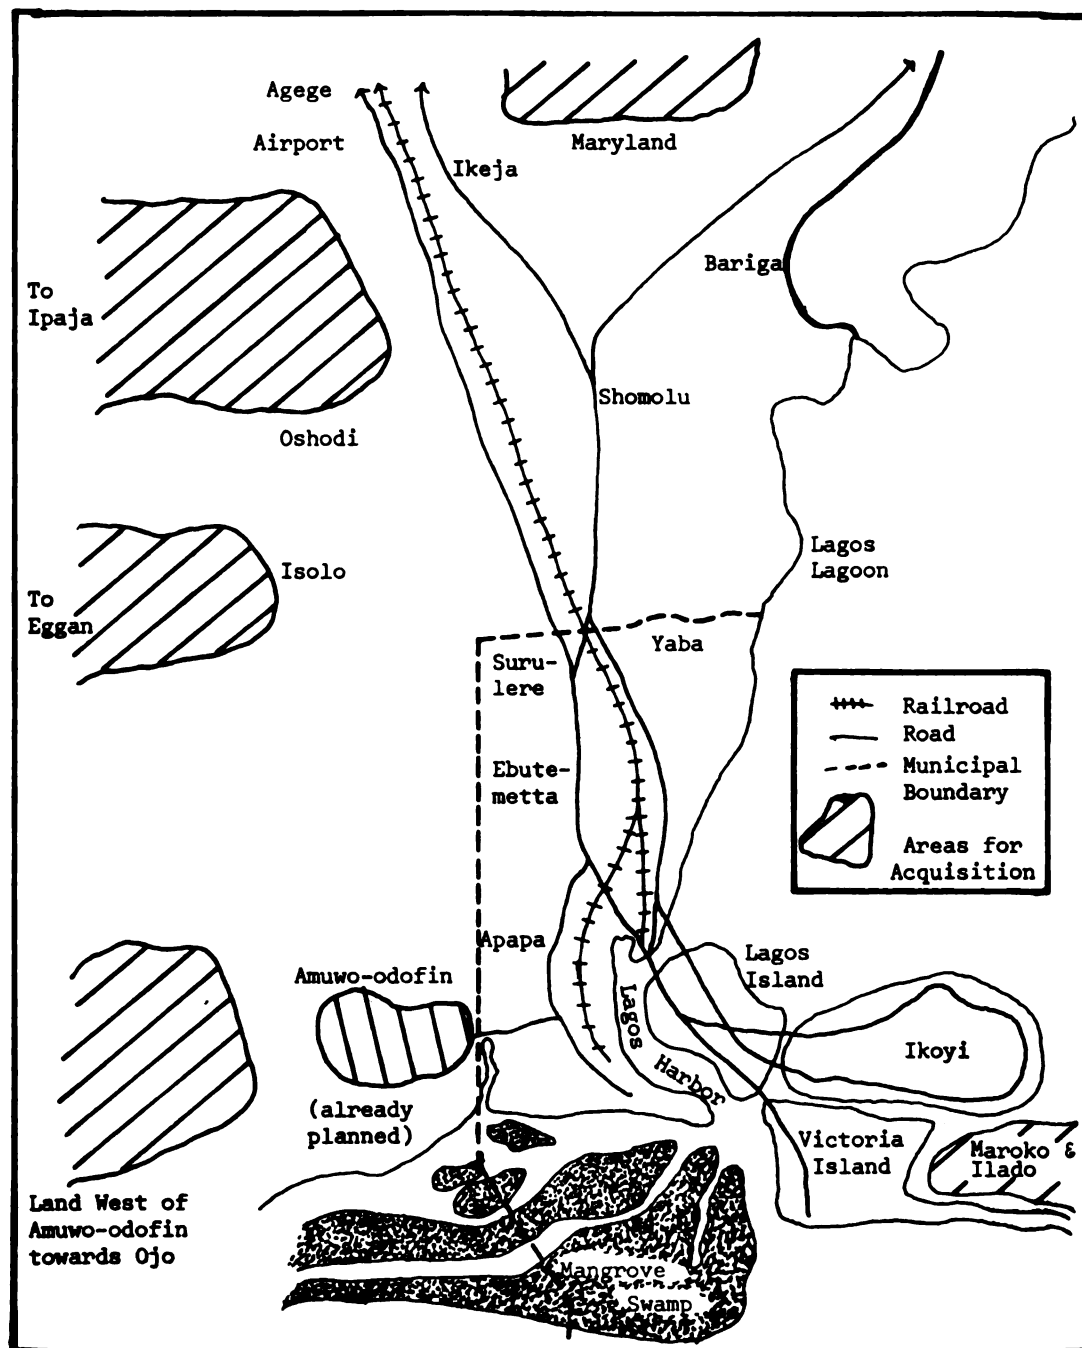 Agege
Airport
Ikeja
Maryland
Bariga
To
Ipaja
Shomolu
Oshodi
Isolo
Lagos
Lagoon
To
Eggan
Yaba
Suru-
lere
Railroad
Road
Municipal
Boundary
Areas for
Acquisition
Ebute-
metta
Apapa
Lagos
Island
Amuwo-odofin
Lagos
Harbor
Ikoyi
(already
planned)
Victoria
Island
Maroko &
Ilado
Land West of
Amuwo-odofin
towards Ojo
Mangrove
Swamp